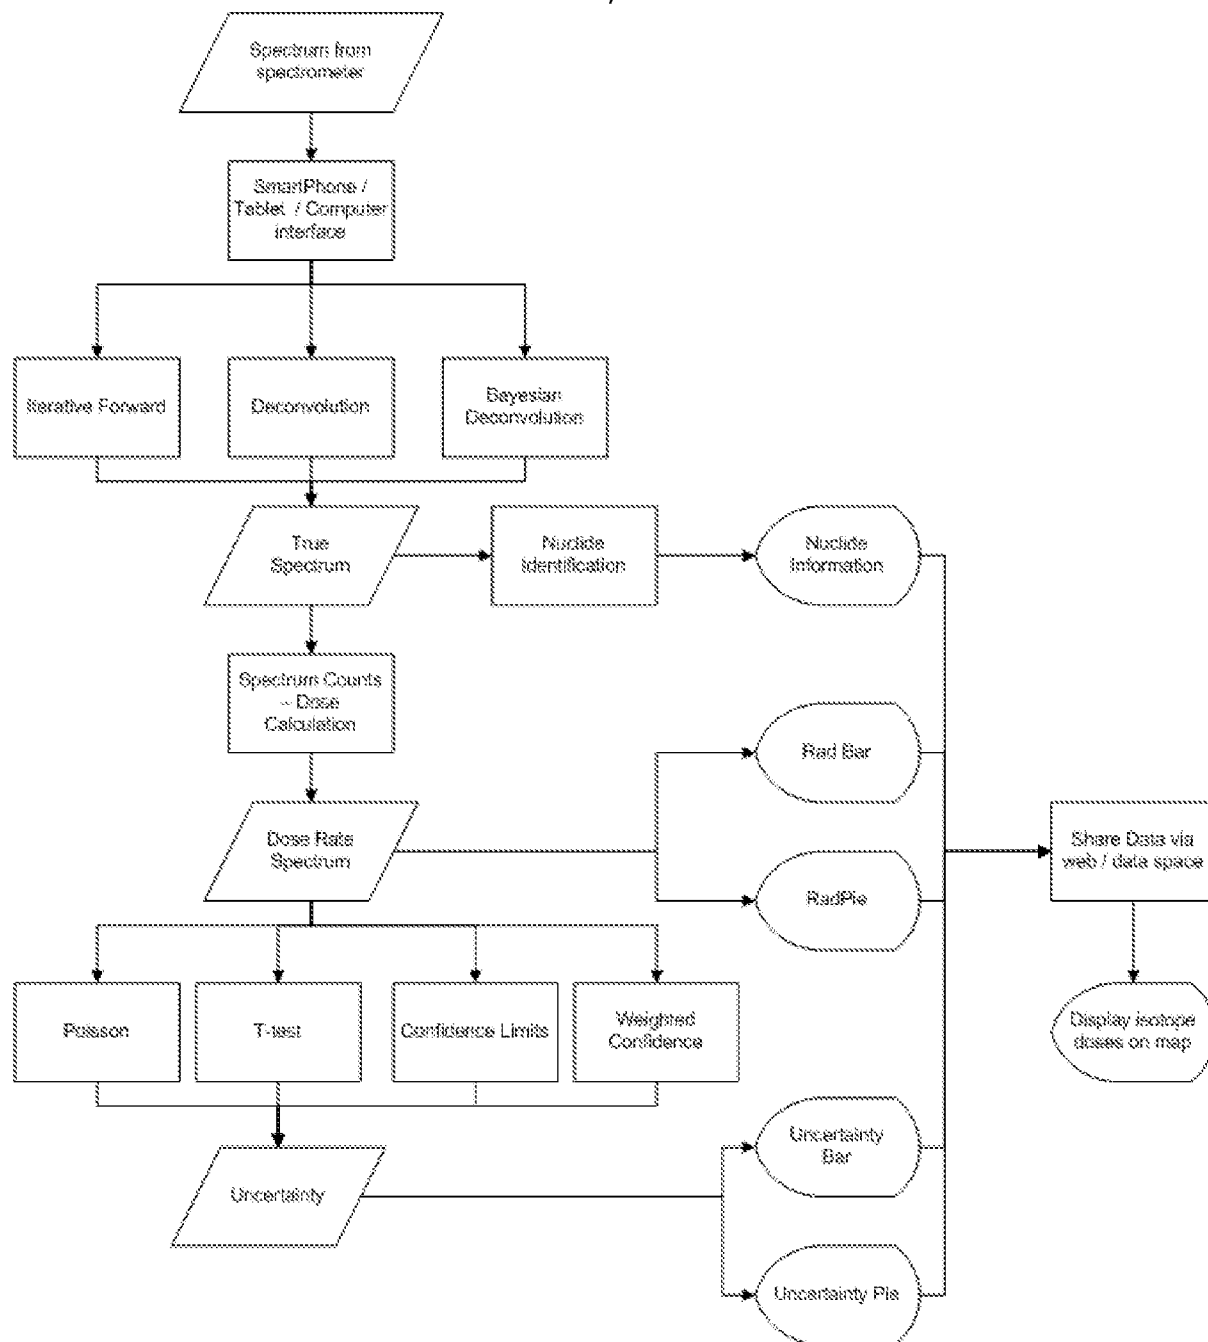 Spectrum from
spectrometer
SmartPhone /
Tablet / Computer
interface
Iterative Forward
Deconvolution
Bayesian
Deconvolution
True
Spectrum
Nuclide
Identification
Nuclide
Information
Spectrum Counts
– Dose
Calculation
Rad Bar
Dose Rate
Spectrum
RadPie
Share Data via
web / data space
Poisson
T-test
Confidence Limits
Weighted
Confidence
Display isotope
doses on map
Uncertainty
Bar
Uncertainty
Uncertainty Pie